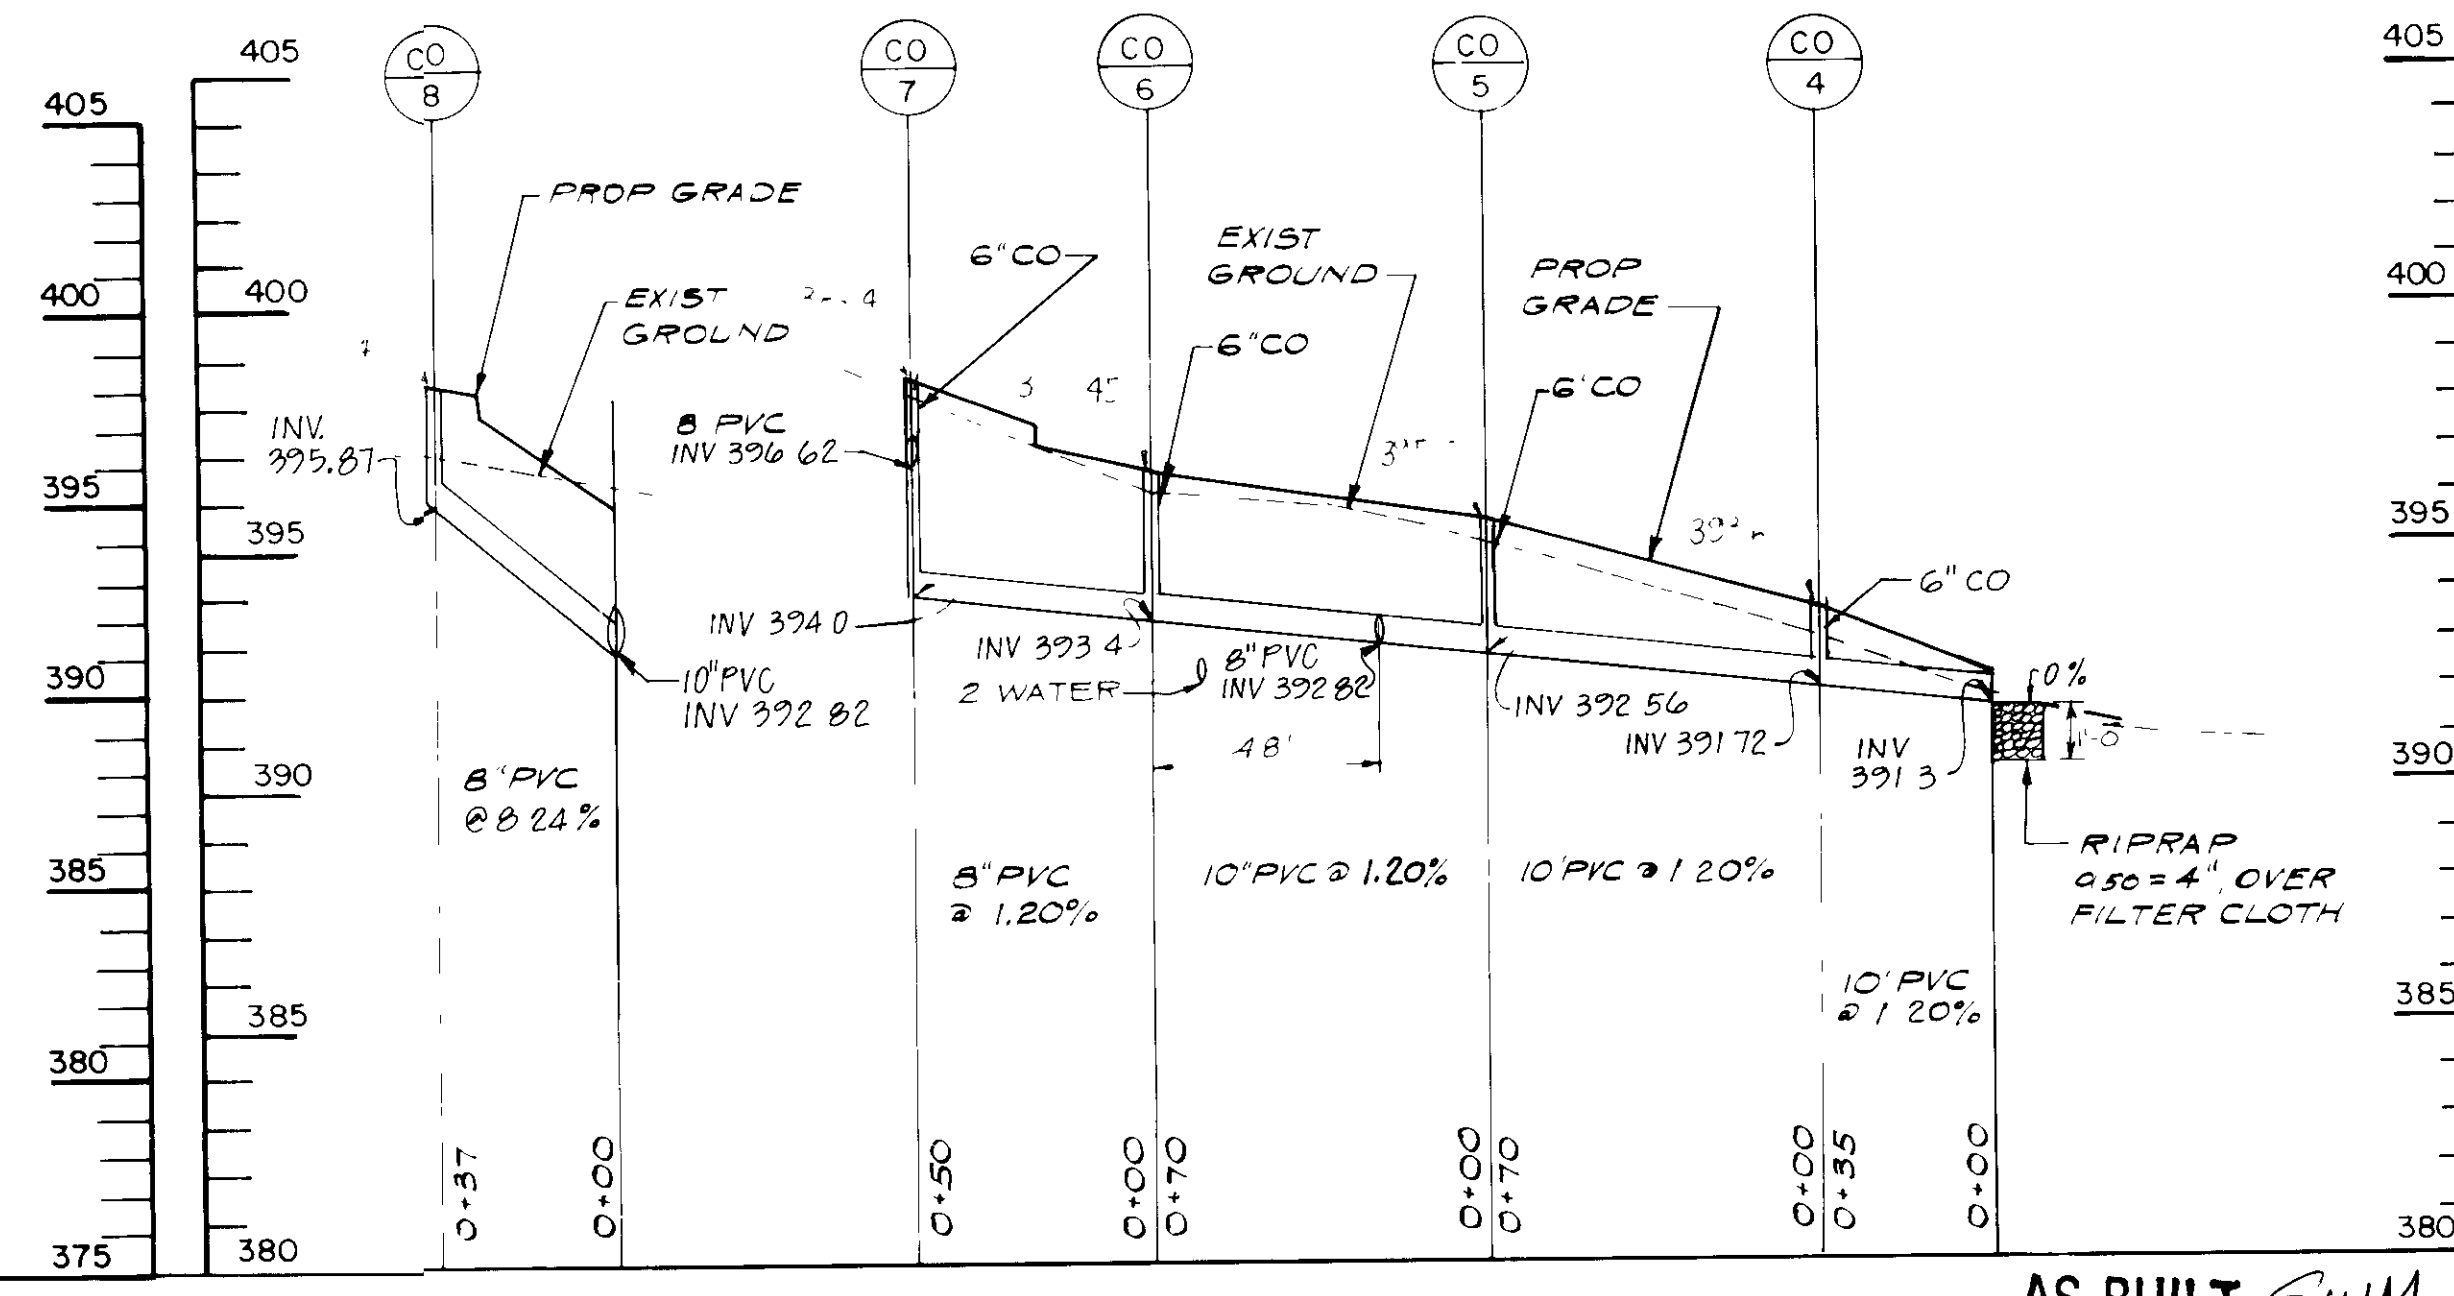 405
405
CO
8
CO
7
CO
6
CO
5
CO
4
405
PROP GRADE
6"CO
EXIST
GROUND
PROP
GRADE
400
400
EXIST
GROUND
400
6"CO
6'CO
INV.
395.87
8 PVC
INV 396 62
395
395
395
6"CO
INV 394 0
INV 393 4
8"PVC
INV 392 82
2 WATER
10"PVC
INV 392 82
INV 392 56
0%
1'-0
390
390
390
48'
INV 391 72
INV
391 3
8"PVC
@ 8 24%
8"PVC
@ 1.20%
10"PVC @ 1.20%
10'PVC @ 1 20%
RIPRAP
a50 = 4", OVER
FILTER CLOTH
10'PVC
@ 1 20%
385
385
385
380
380
380
375
0+37
0+00
0+50
0+00
0+70
0+00
0+70
0+00
0+35
0+00
AS BUILT